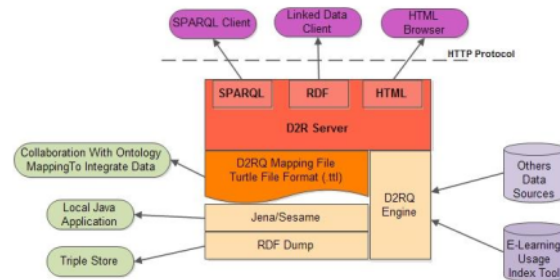 SPARQL Client
Linked Data
Client
HTML
Browser
HTTP Protocol
SPARQL
RDF
HTML
D2R Server
Collaboration With Ontology
MappingTo Integrate Data
D2RQ Mapping File
Turtle File Format (.ttl)
D2RQ
Engine
Others
Data
Sources
Local Java
Application
Jena/Sesame
Triple Store
RDF Dump
E-Learning
Usage
Index Tool